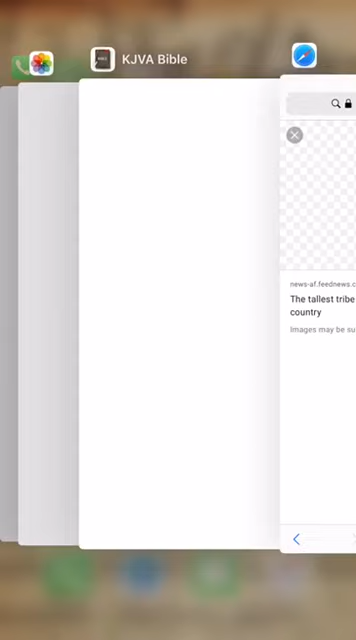 KJVA Bible
news-af.feednews.c
The tallest tribe
country
Images may be su